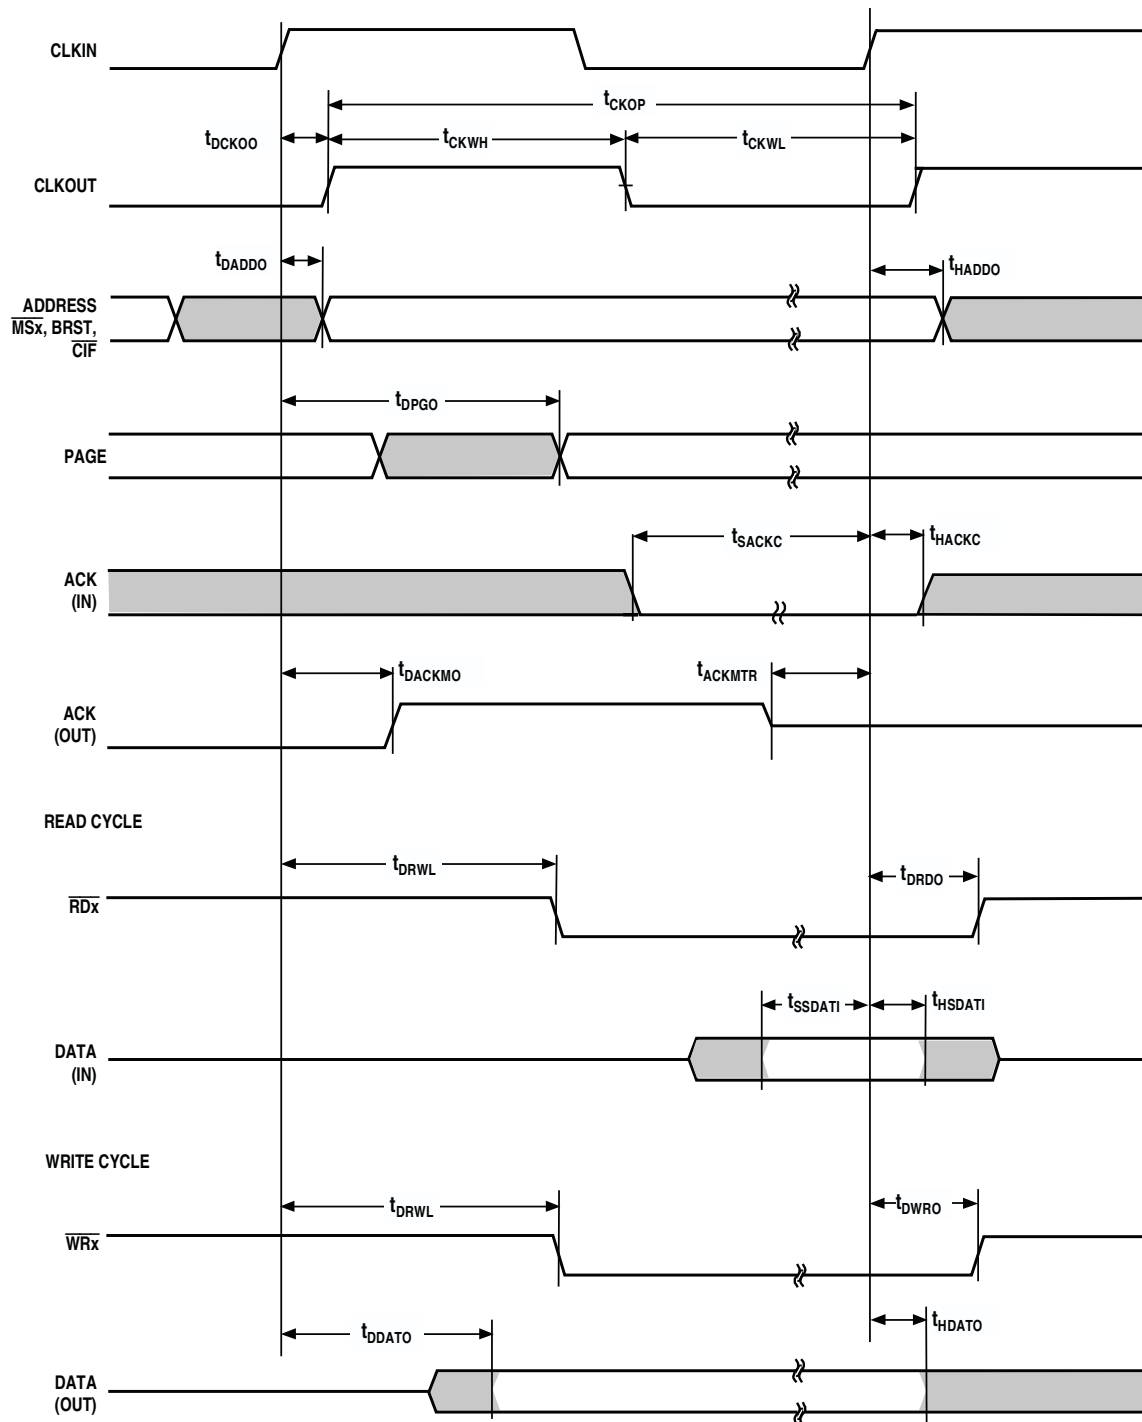 CLKIN
tCKOP
tDCKOO
tCKWH
tCKWL
CLKOUT
tDADDO
tHADDO
ADDRESS
MSx, BRST,
CIF
tDPGO
PAGE
tSACKC
tHACKC
ACK
(IN)
tDACKMO
tACKMTR
ACK
(OUT)
READ CYCLE
tDRWL
tDRDO
RDx
tSSDATI
tHSDATI
DATA
(IN)
WRITE CYCLE
tDRWL
tDWRO
WRx
tDDATO
tHDATO
DATA
(OUT)